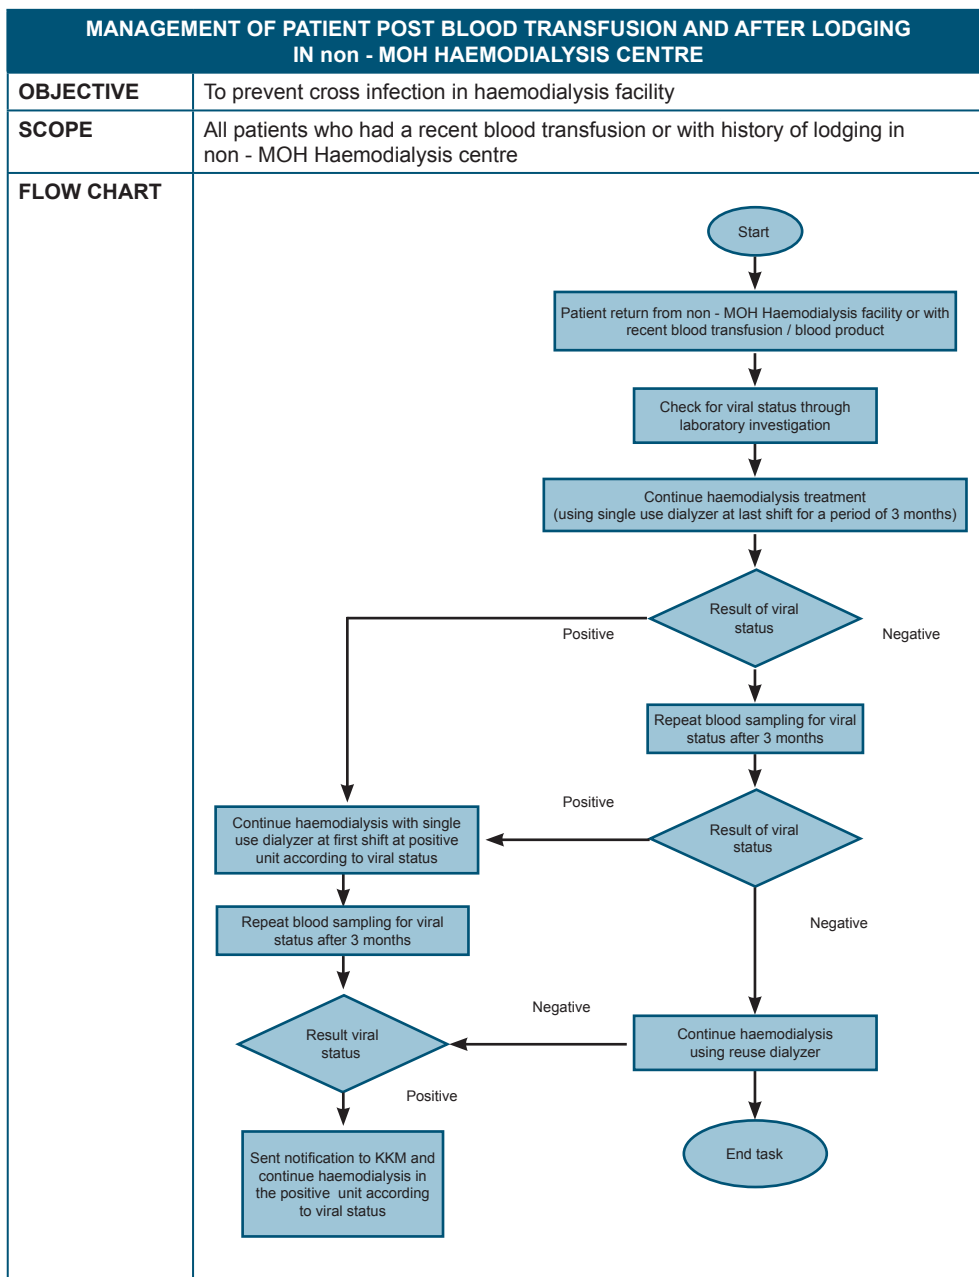 MANAGEMENT OF PATIENT POST BLOOD TRANSFUSION AND AFTER LODGING
IN non - MOH HAEMODIALYSIS CENTRE
OBJECTIVE
To prevent cross infection in haemodialysis facility
SCOPE
All patients who had a recent blood transfusion or with history of lodging in
non - MOH Haemodialysis centre
FLOW CHART
Start
Patient return from non - MOH Haemodialysis facility or with
recent blood transfusion / blood product
Check for viral status through
laboratory investigation
Continue haemodialysis treatment
(using single use dialyzer at last shift for a period of 3 months)
Result of viral
status
Positive
Negative
Repeat blood sampling for viral
status after 3 months
Positive
Result of viral
status
Continue haemodialysis with single
use dialyzer at first shift at positive
unit according to viral status
Repeat blood sampling for viral
status after 3 months
Negative
Result viral
status
Negative
Continue haemodialysis
using reuse dialyzer
Positive
Sent notification to KKM and
continue haemodialysis in
the positive unit according
to viral status
End task